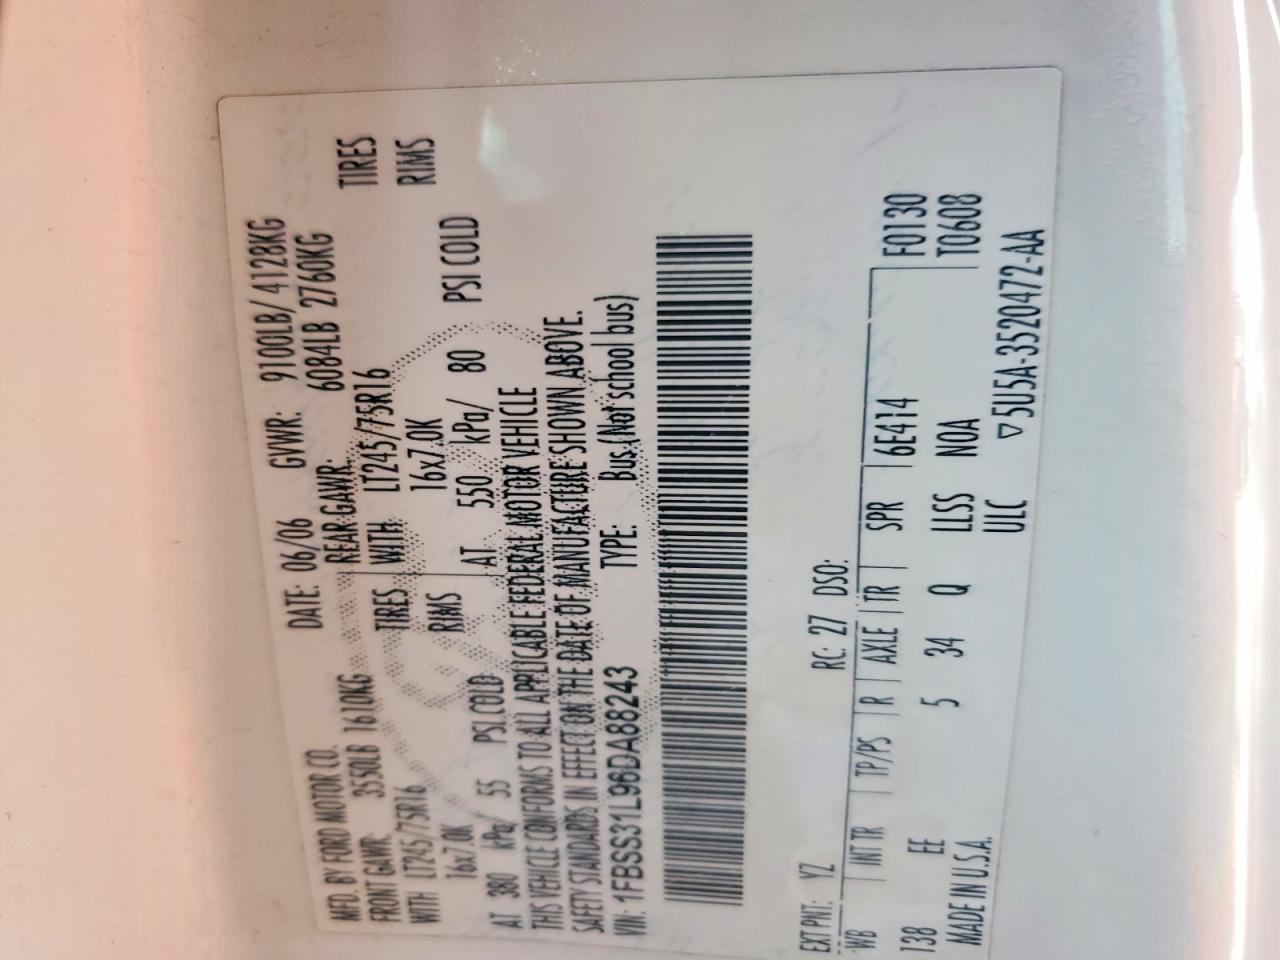 MFD. BY FORD MOTOR CO. DATE: 06/06 GVWR: 9100LB/4128KG
FRONT GAWR: 3550LB 1610KG REAR GAWR: 6084LB 2760KG
WITH LT245/75R16 TIRES WITH LT245/75R16 TIRES
16x7.0K RIMS 16x7.0K RIMS
AT 380 kPa/ 55 PSI COLD AT 550 kPa/ 80 PSI COLD
THIS VEHICLE CONFORMS TO ALL APPLICABLE FEDERAL MOTOR VEHICLE
SAFETY STANDARDS IN EFFECT ON THE DATE OF MANUFACTURE SHOWN ABOVE.
VIN: 1FBSS31L96DA88243 TYPE: Bus (Not school bus)
EXT PNT: YZ RC: 27 DSO:
WB INT TR TP/PS R AXLE TR SPR 6E414 F0130
138 EE 5 34 Q LLSS NOA T0608
MADE IN U.S.A. ULC ▽5U5A-3520472-AA